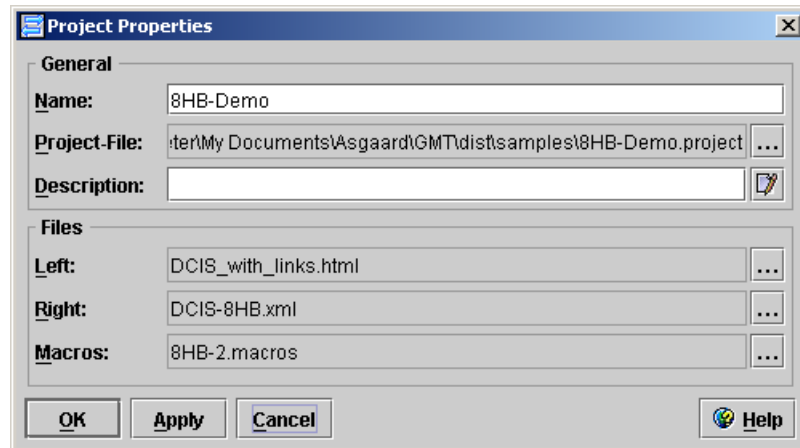 Project Properties
General
Name: 8HB-Demo
Project-File: ter\My Documents\Asgaard\GMT\dist\samples\8HB-Demo.project ...
Description:
Files
Left: DCIS_with_links.html ...
Right: DCIS-8HB.xml ...
Macros: 8HB-2.macros ...
OK Apply Cancel Help